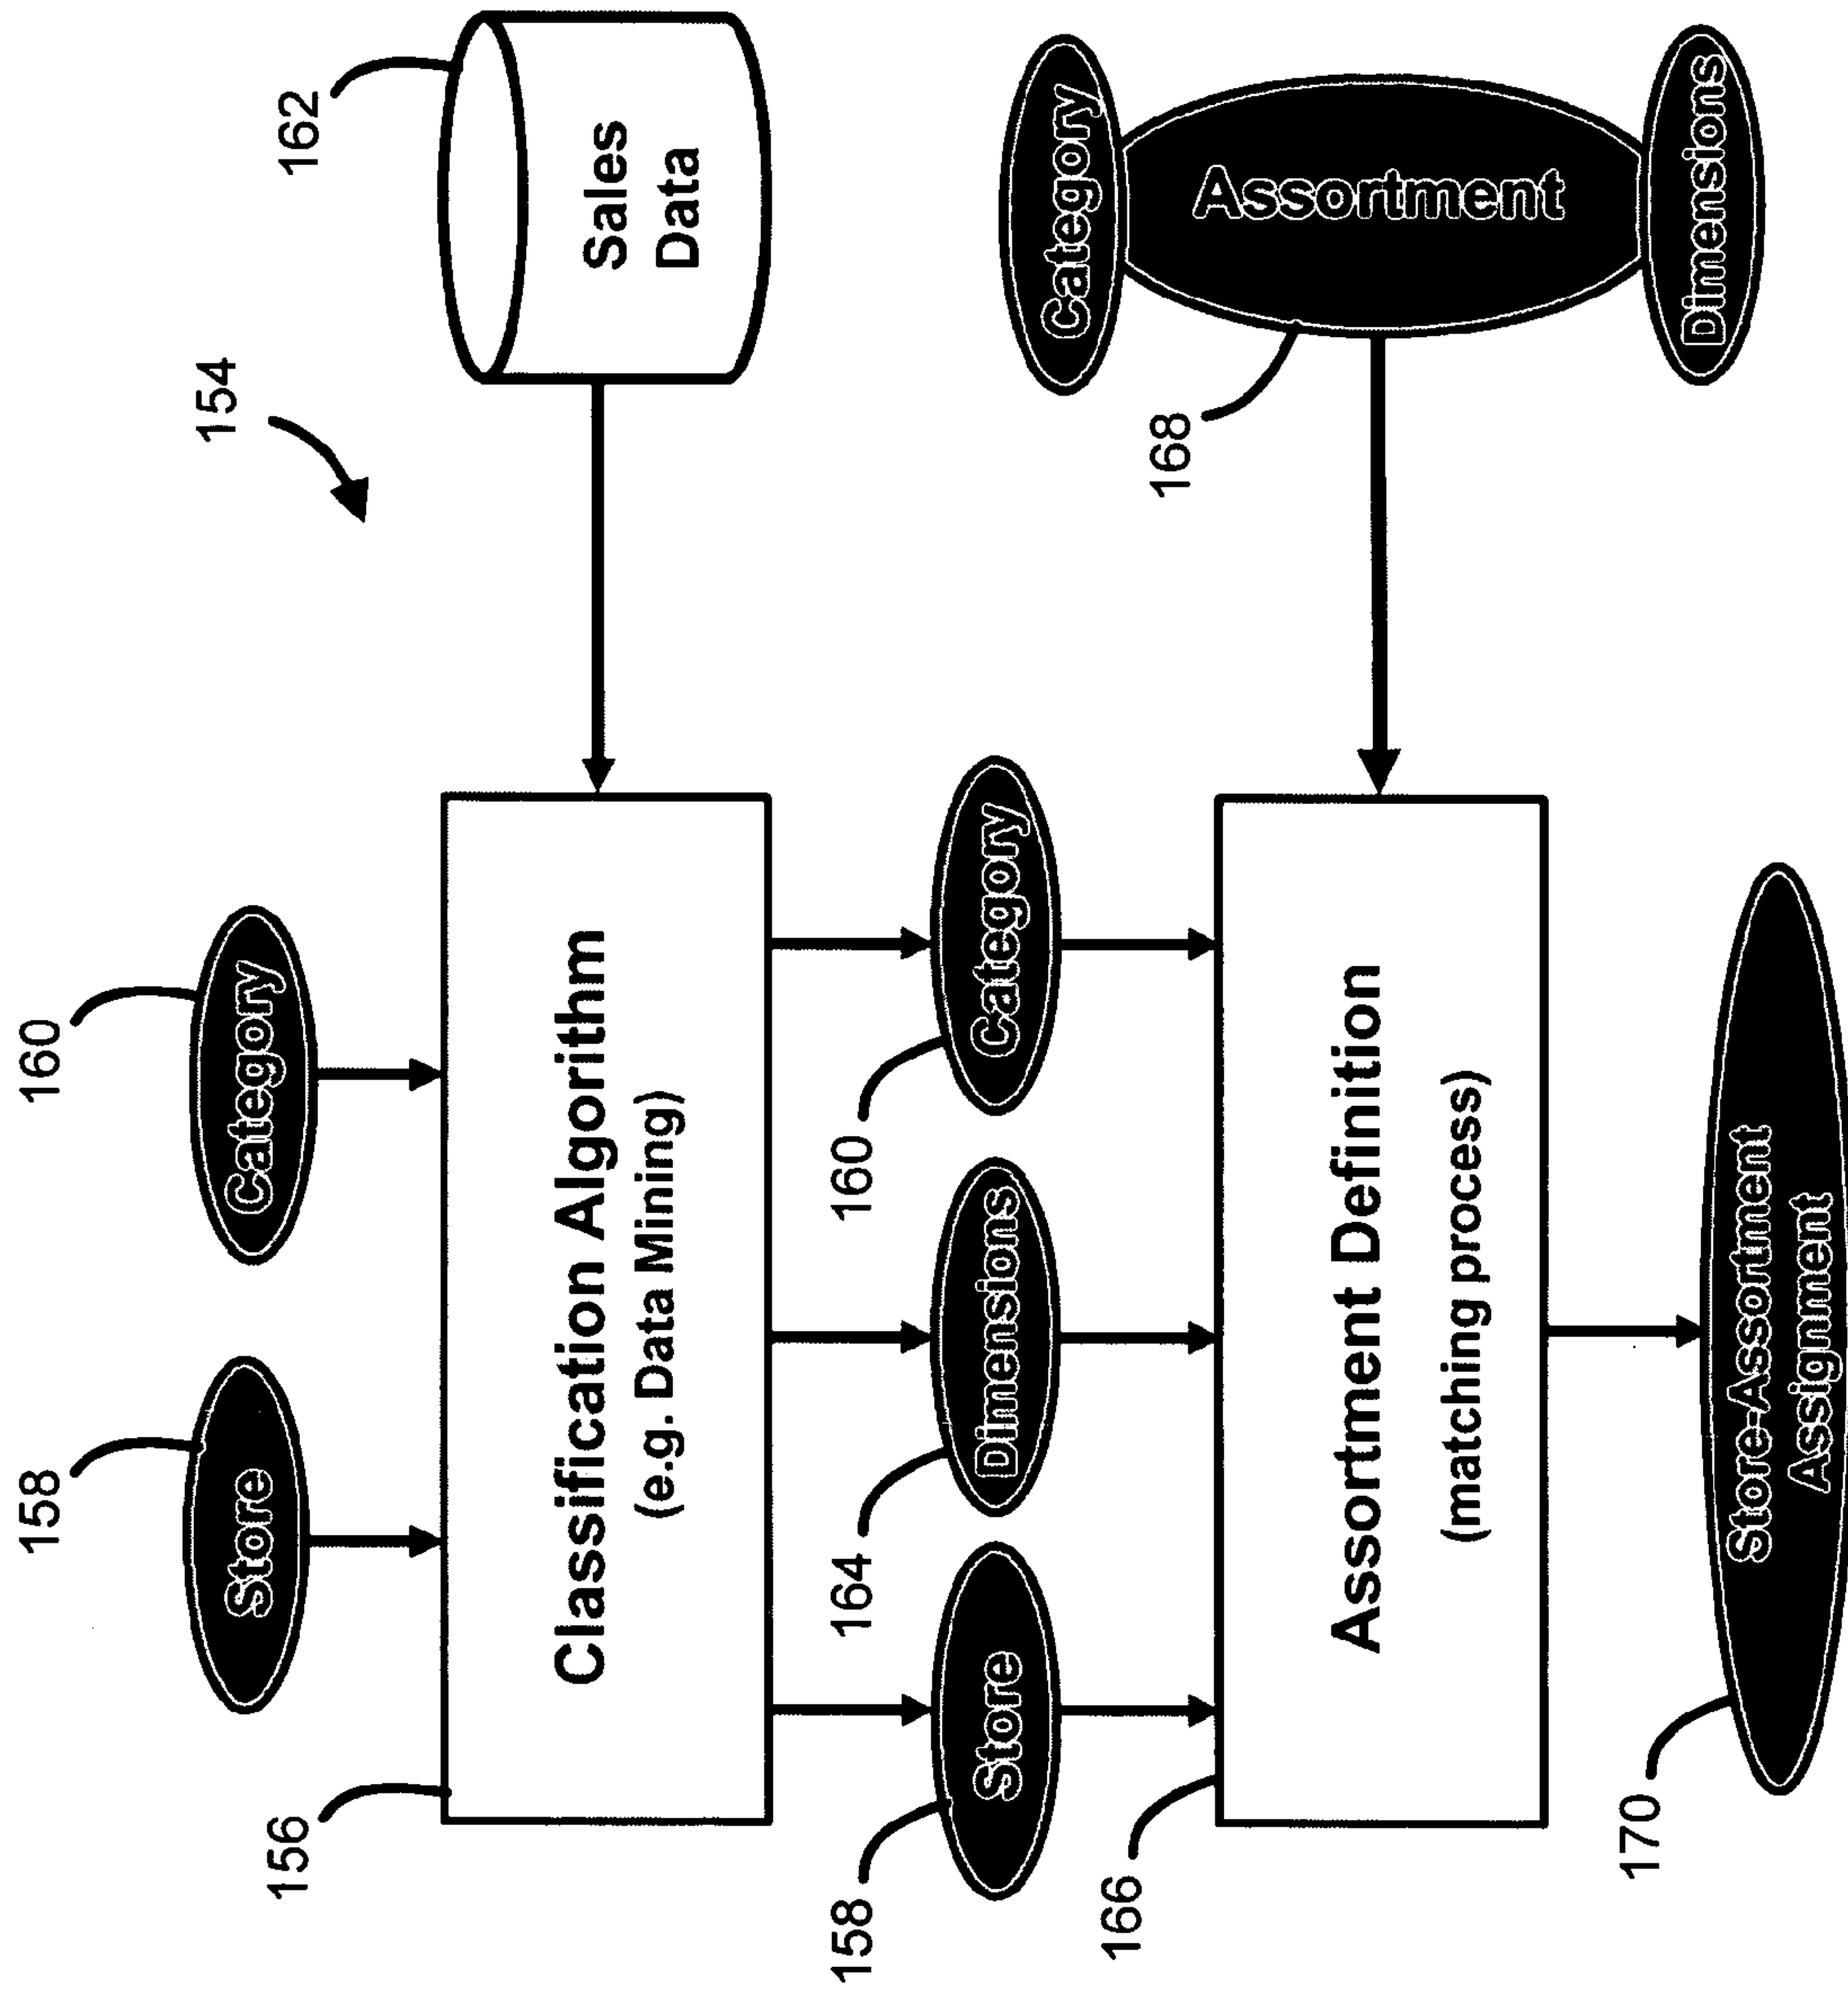 154
158
160
Store
Category
156
162
Classification Algorithm
(e.g. Data Mining)
Sales
Data
158
164
160
Store
Dimensions
Category
166
168
Category
Assortment Definition
(matching process)
Assortment
Dimensions
170
Store-Assortment
Assignment